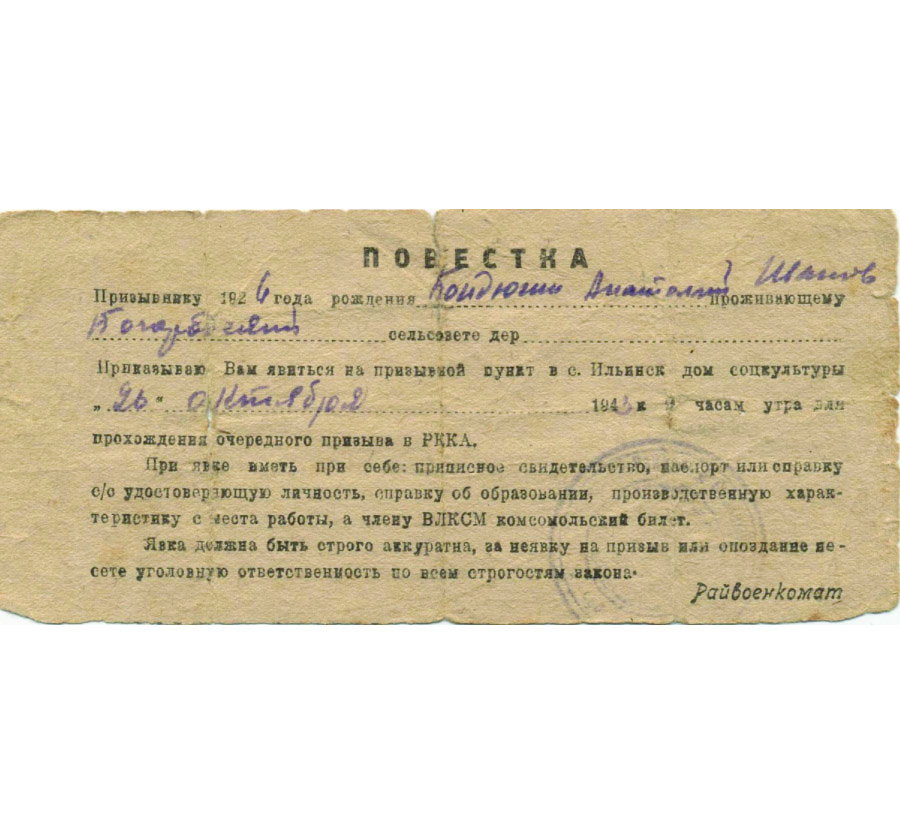 ПОВЕСТКА
Призывнику 1926 года рождения Анатолий Иванов проживающему
сельсовете дер
Приказываю Вам явиться на призывной пункт в с. Ильинск дом соцкультуры
„26" октября 1943 к 9 часам утра для
прохождения очередного призыва в РККА.
При явке иметь при себе: приписное свидетельство, паспорт или справку
с/с удостоверяющую личность, справку об образовании, производственную харак-
теристику с места работы, а члену ВЛКСМ комсомольский билет.
Явка должна быть строго аккуратна, за неявку на призыв или опоздание не-
сете уголовную ответственность по всем строгостям закона.
Райвоенкомат